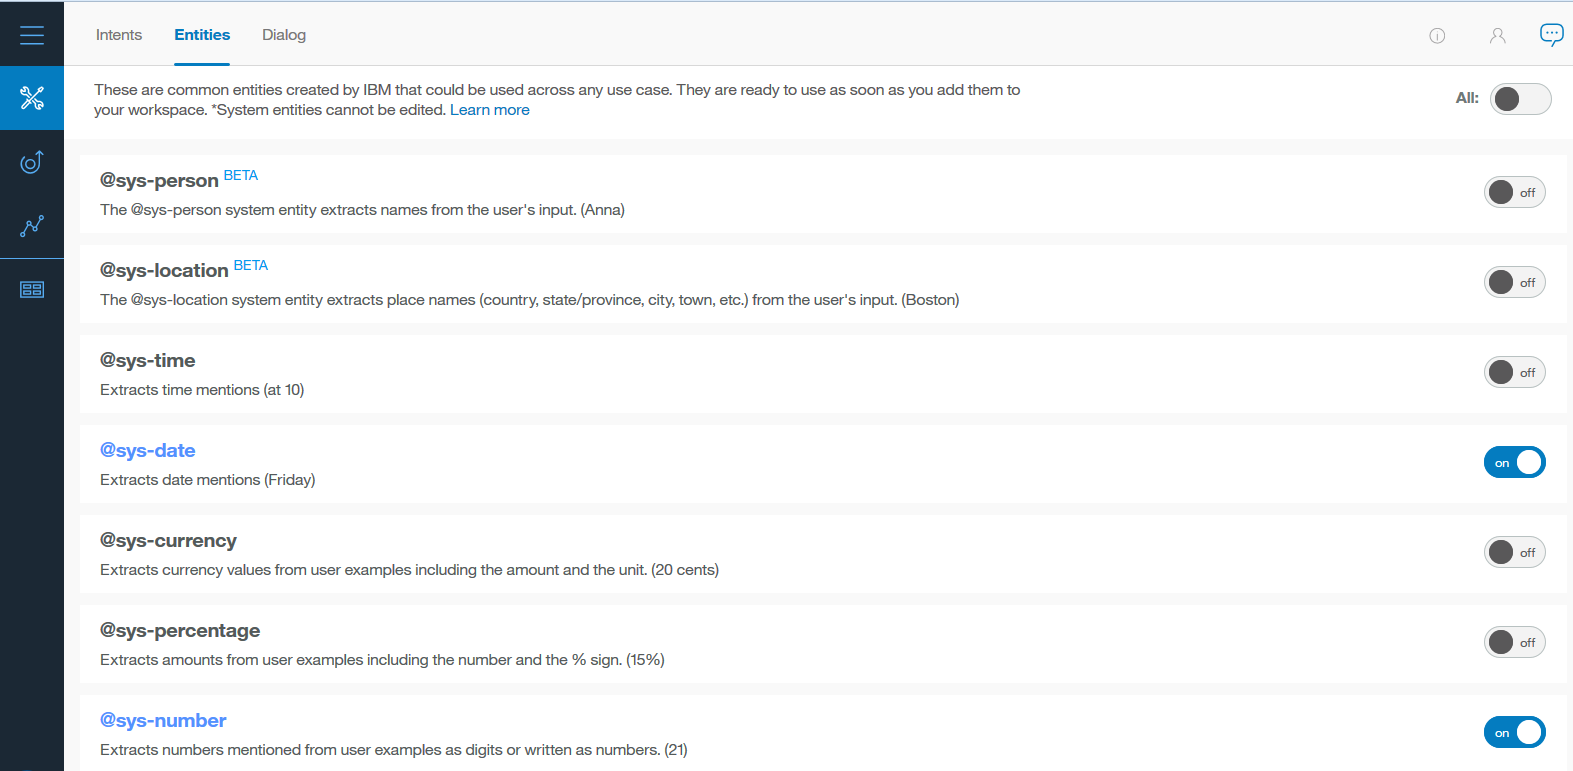 Intents Entities Dialog
These are common entities created by IBM that could be used across any use case. They are ready to use as soon as you add them to
your workspace. *System entities cannot be edited. Learn more
All:
@sys-person BETA
The @sys-person system entity extracts names from the user's input. (Anna)
off
@sys-location BETA
The @sys-location system entity extracts place names (country, state/province, city, town, etc.) from the user's input. (Boston)
off
@sys-time
Extracts time mentions (at 10)
off
@sys-date
Extracts date mentions (Friday)
on
@sys-currency
Extracts currency values from user examples including the amount and the unit. (20 cents)
off
@sys-percentage
Extracts amounts from user examples including the number and the % sign. (15%)
off
@sys-number
Extracts numbers mentioned from user examples as digits or written as numbers. (21)
on